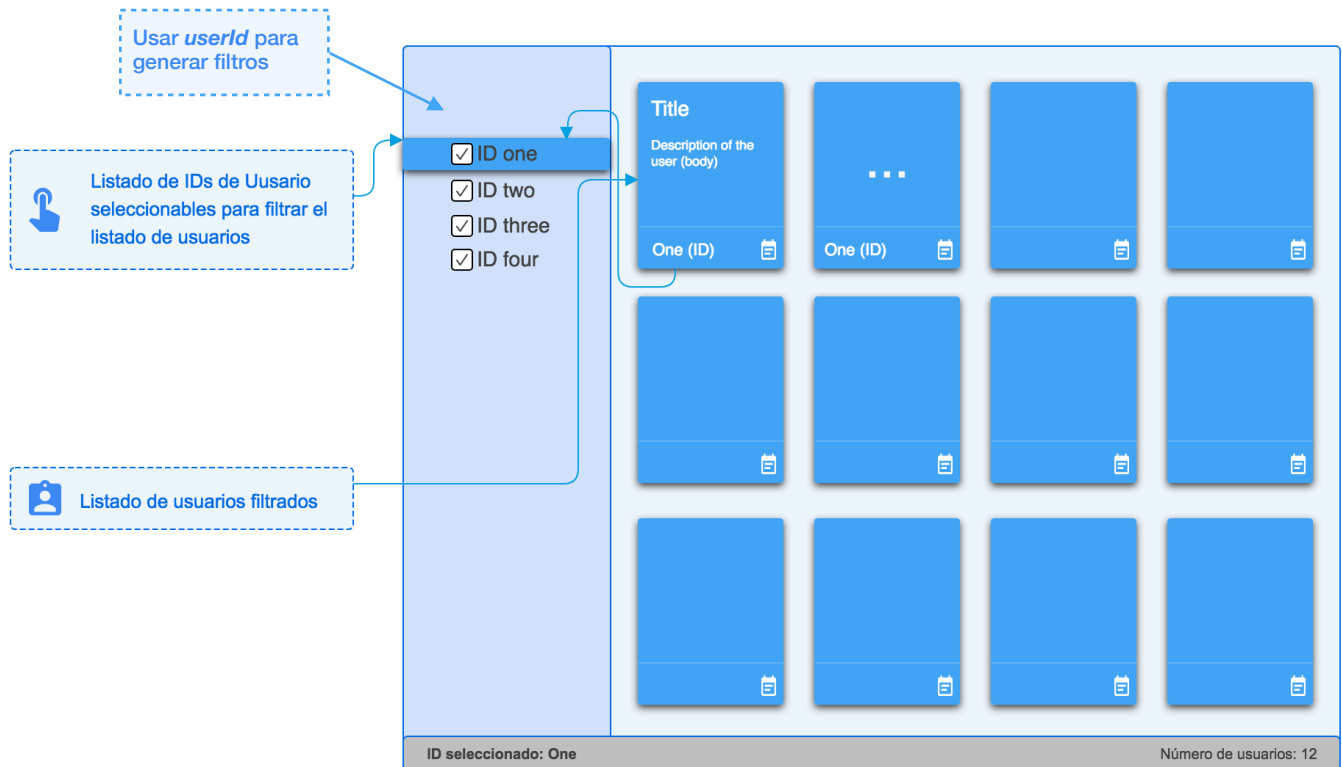 Usar userId para
generar filtros
Listado de IDs de Uusario
seleccionables para filtrar el
listado de usuarios
Listado de usuarios filtrados
ID one
ID two
ID three
ID four
Title
Description of the
user (body)
One (ID)
...
One (ID)
ID seleccionado: One
Número de usuarios: 12